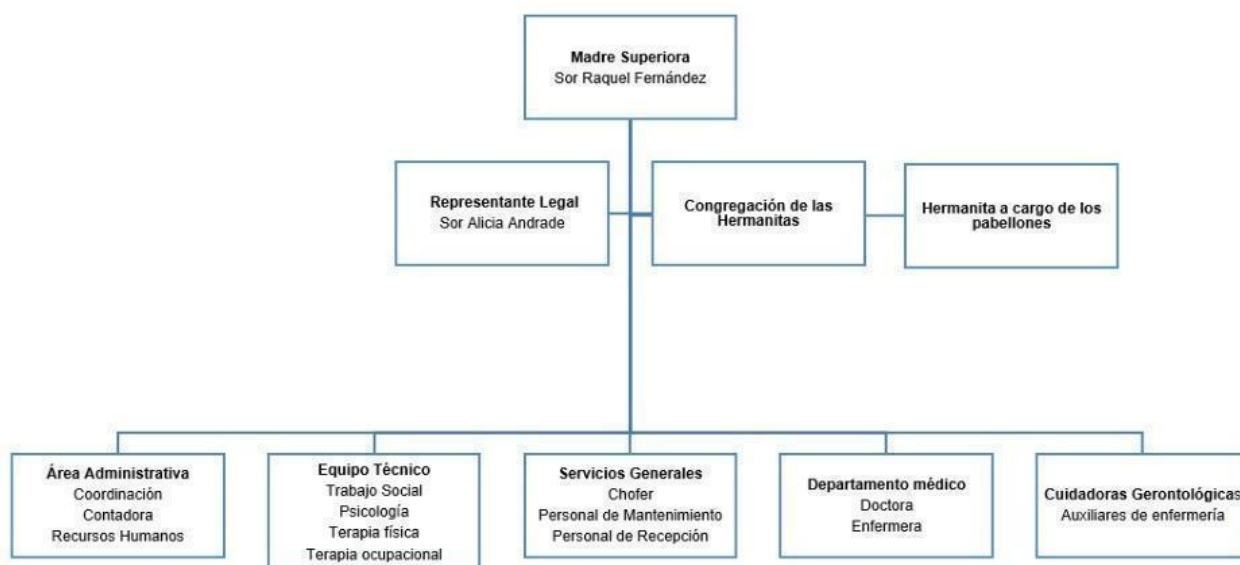 Madre Superiora
Sor Raquel Fernández
Representante Legal
Sor Alicia Andrade
Congregación de las
Hermanitas
Hermanita a cargo de los
pabellones
Área Administrativa
Coordinación
Contadora
Recursos Humanos
Equipo Técnico
Trabajo Social
Psicología
Terapia física
Terapia ocupacional
Servicios Generales
Chofer
Personal de Mantenimiento
Personal de Recepción
Departamento médico
Doctora
Enfermera
Cuidadoras Gerontológicas
Auxiliares de enfermería